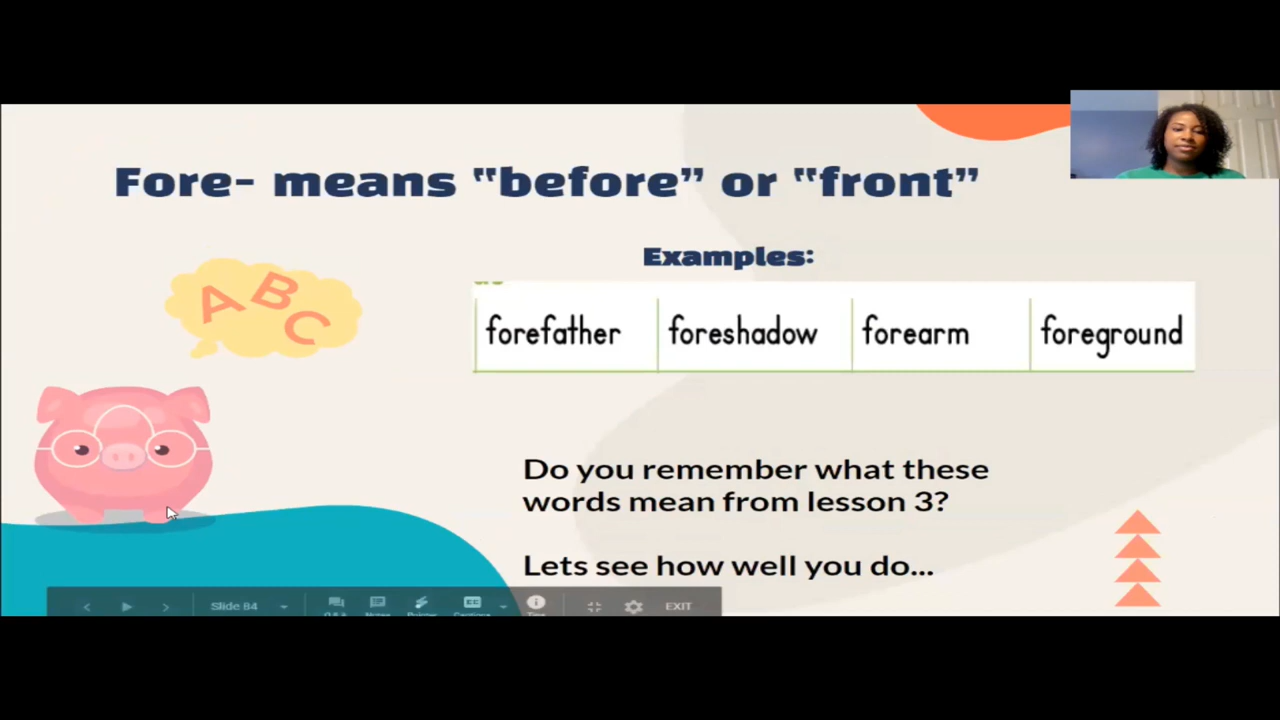 Fore- means “before” or “front”
Examples:
A B C
forefather foreshadow forearm foreground
Do you remember what these
words mean from lesson 3?
Lets see how well you do...
Slide 84
CC
EXIT